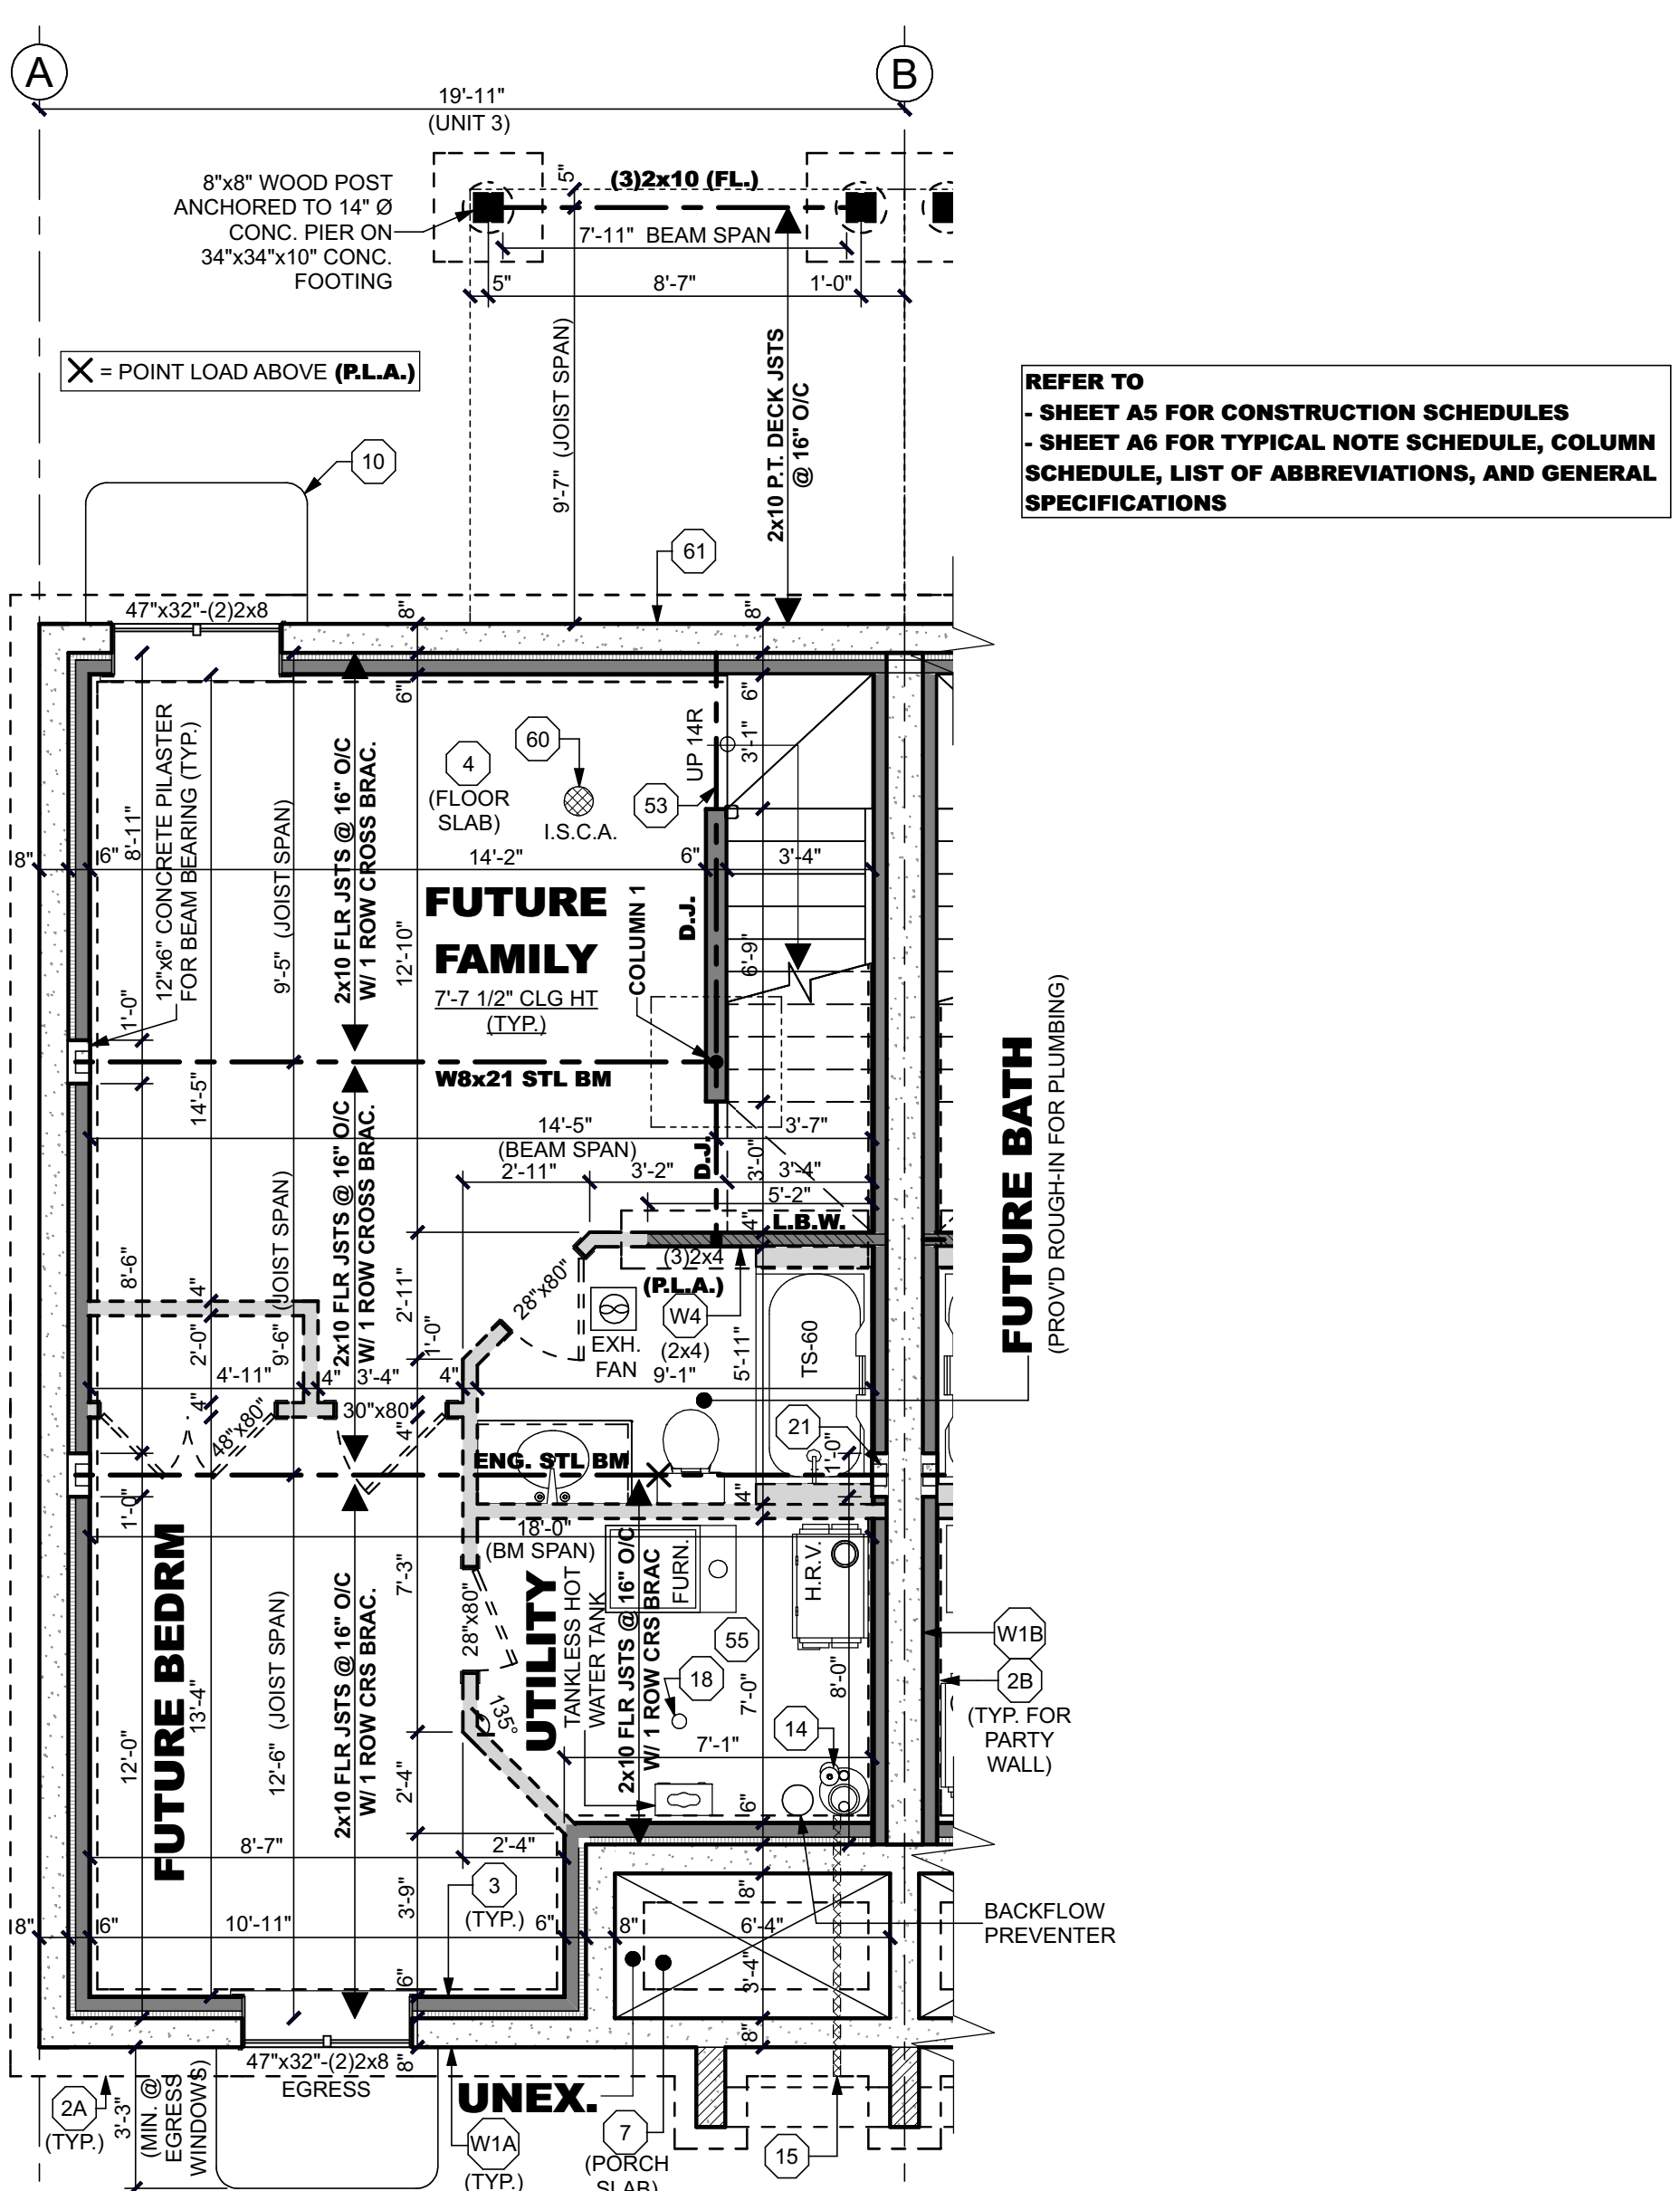 A
B
19'-11"
(UNIT 3)
8"x8" WOOD POST
ANCHORED TO 14" Ø
CONC. PIER ON
34"x34"x10" CONC.
FOOTING
5"
(3)2x10 (FL.)
7'-11" BEAM SPAN
5"
8'-7"
1'-0"
X = POINT LOAD ABOVE (P.L.A.)
9'-7" (JOIST SPAN)
2x10 P.T. DECK JSTS
@ 16" O/C
REFER TO
- SHEET A5 FOR CONSTRUCTION SCHEDULES
- SHEET A6 FOR TYPICAL NOTE SCHEDULE, COLUMN
SCHEDULE, LIST OF ABBREVIATIONS, AND GENERAL
SPECIFICATIONS
10
61
47"x32"-(2)2x8
8"
8"
6"
6"
12"x6" CONCRETE PILASTER
FOR BEAM BEARING (TYP.)
8'-11"
9'-5" (JOIST SPAN)
2x10 FLR JSTS @ 16" O/C
W/ 1 ROW CROSS BRAC.
4
(FLOOR
SLAB)
60
I.S.C.A.
UP 14R
53
3'-1"
8"
6"
14'-2"
6"
3'-4"
FUTURE
FAMILY
7'-7 1/2" CLG HT
(TYP.)
12'-10"
COLUMN 1
D.J.
6'-9"
1'-0"
14'-5"
W8x21 STL BM
14'-5"
(BEAM SPAN)
3'-7"
2'-11"
3'-2"
D.J.
3'-0"
3'-4"
5'-2"
L.B.W.
4"
FUTURE BATH
(PROV'D ROUGH-IN FOR PLUMBING)
8'-6"
9'-6" (JOIST SPAN)
2x10 FLR JSTS @ 16" O/C
W/ 1 ROW CROSS BRAC.
2'-11"
28"x80"
(3)2x4
(P.L.A.)
W4
(2x4)
EXH.
FAN
TS-60
5'-11"
4"
2'-0"
1'-0"
4'-11"
4"
3'-4"
4"
9'-1"
4"
48"x80"
30"x80"
4"
21
1'-0"
ENG. STL BM
4"
1'-0"
18'-0"
(BM SPAN)
FUTURE BEDRM
13'-4"
12'-0"
12'-6" (JOIST SPAN)
2x10 FLR JSTS @ 16" O/C
W/ 1 ROW CRS BRAC.
7'-3"
28"x80"
135°
UTILITY
TANKLESS HOT
WATER TANK
2x10 FLR JSTS @ 16" O/C
W/ 1 ROW CRS BRAC
FURN.
H.R.V.
55
18
7'-0"
8'-0"
14
7'-1"
W1B
2B
(TYP. FOR
PARTY
WALL)
2'-4"
6"
8'-7"
2'-4"
3'-9"
3
(TYP.)
8"
6"
10'-11"
6"
8"
8"
6'-4"
3'-4"
BACKFLOW
PREVENTER
6"
8"
8"
47"x32"-(2)2x8
EGRESS
2A
(TYP.)
3'-3"
(MIN. @
EGRESS
WINDOWS)
UNEX.
W1A
(TYP.)
7
(PORCH
SLAB)
15